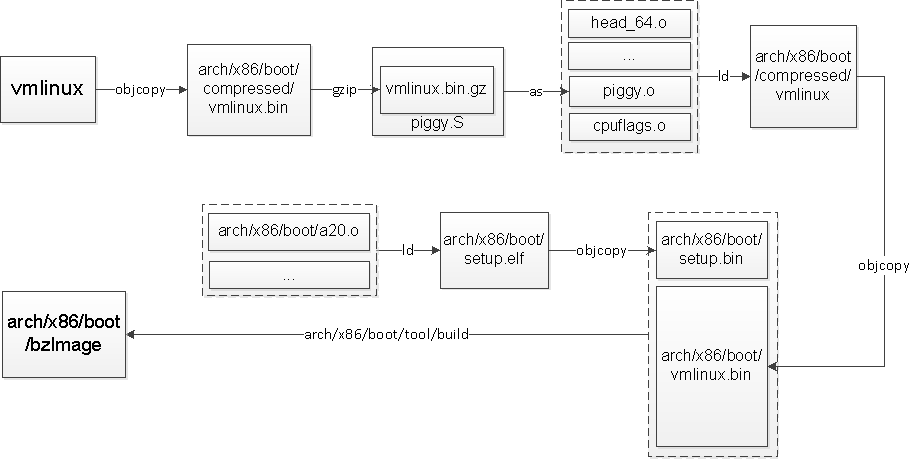 vmlinux
objcopy
arch/x86/boot/
compressed/
vmlinux.bin
gzip
vmlinux.bin.gz
piggy.S
as
head_64.o
...
piggy.o
cpuflags.o
ld
arch/x86/boot
/compressed/
vmlinux
objcopy
arch/x86/boot/a20.o
...
ld
arch/x86/boot/
setup.elf
objcopy
arch/x86/boot/
setup.bin
arch/x86/boot/
vmlinux.bin
arch/x86/boot/tool/build
arch/x86/boot
/bzImage